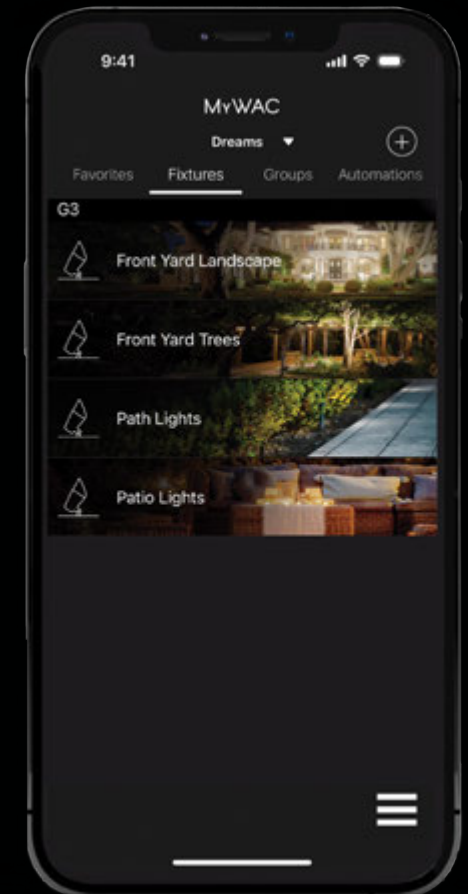 9:41
MyWAC
Dreams
Favorites Fixtures Groups Automations
G3
Front Yard Landscape
Front Yard Trees
Path Lights
Patio Lights